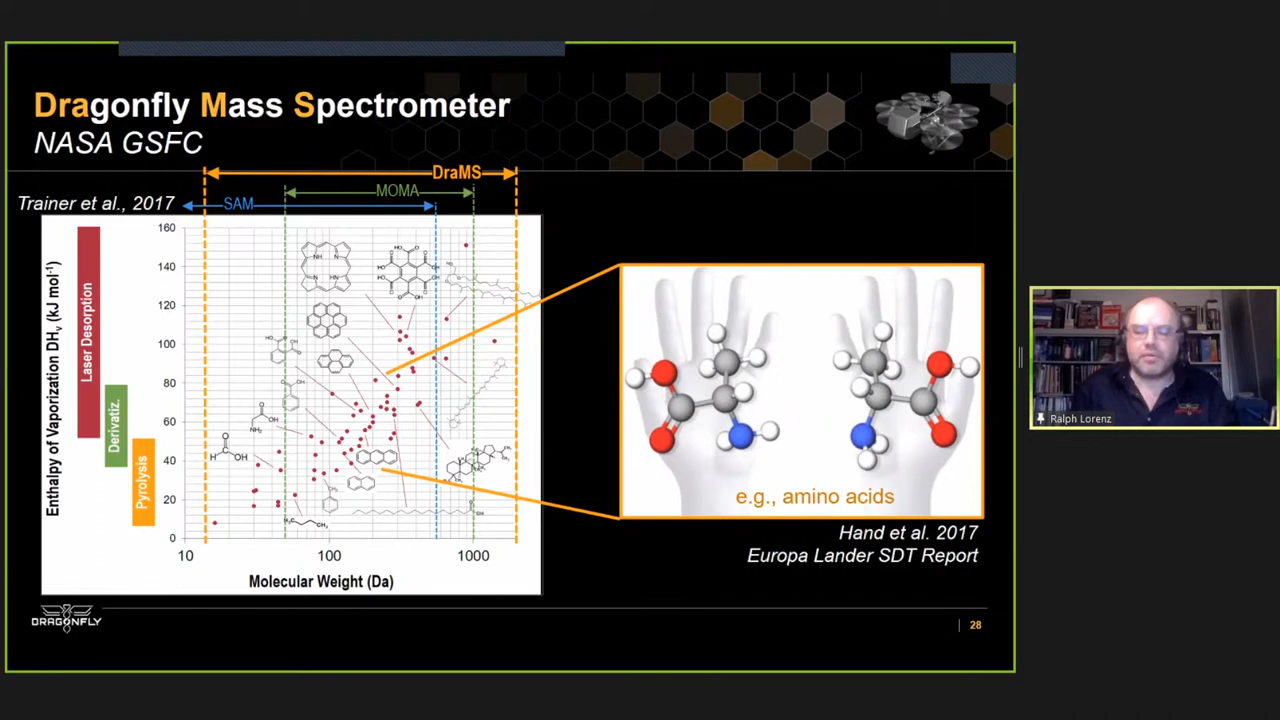 Dragonfly Mass Spectrometer
NASA GSFC
DraMS
MOMA
SAM
Trainer et al., 2017
Enthalpy of Vaporization DHv (kJ mol-1)
Laser Desorption
Derivatiz.
Pyrolysis
160
140
120
100
80
60
40
20
0
10
100
1000
Molecular Weight (Da)
e.g., amino acids
Hand et al. 2017
Europa Lander SDT Report
DRAGONFLY
28
Ralph Lorenz